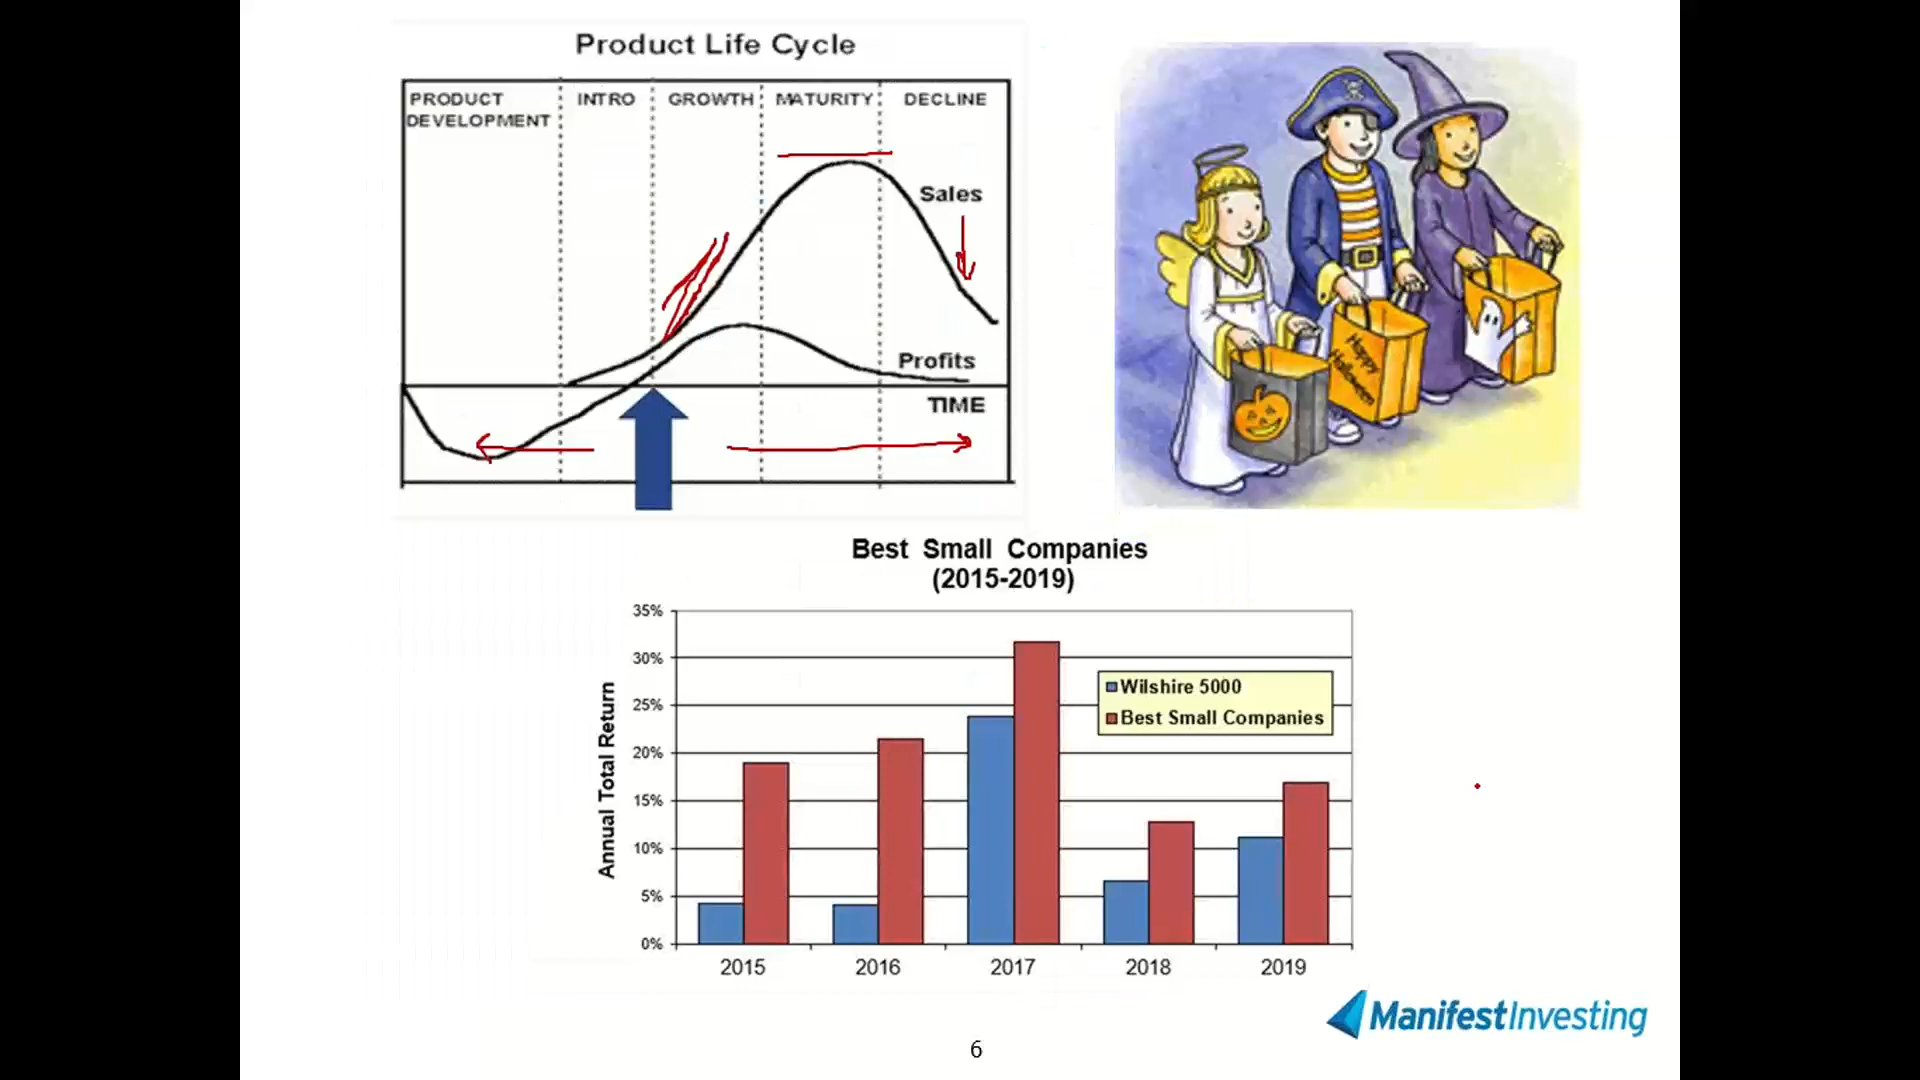 Product Life Cycle
PRODUCT DEVELOPMENT
INTRO
GROWTH
MATURITY
DECLINE
Sales
Profits
TIME
Happy
Halloween
Best Small Companies
(2015-2019)
Annual Total Return
35%
30%
25%
20%
15%
10%
5%
0%
Wilshire 5000
Best Small Companies
2015
2016
2017
2018
2019
ManifestInvesting
6